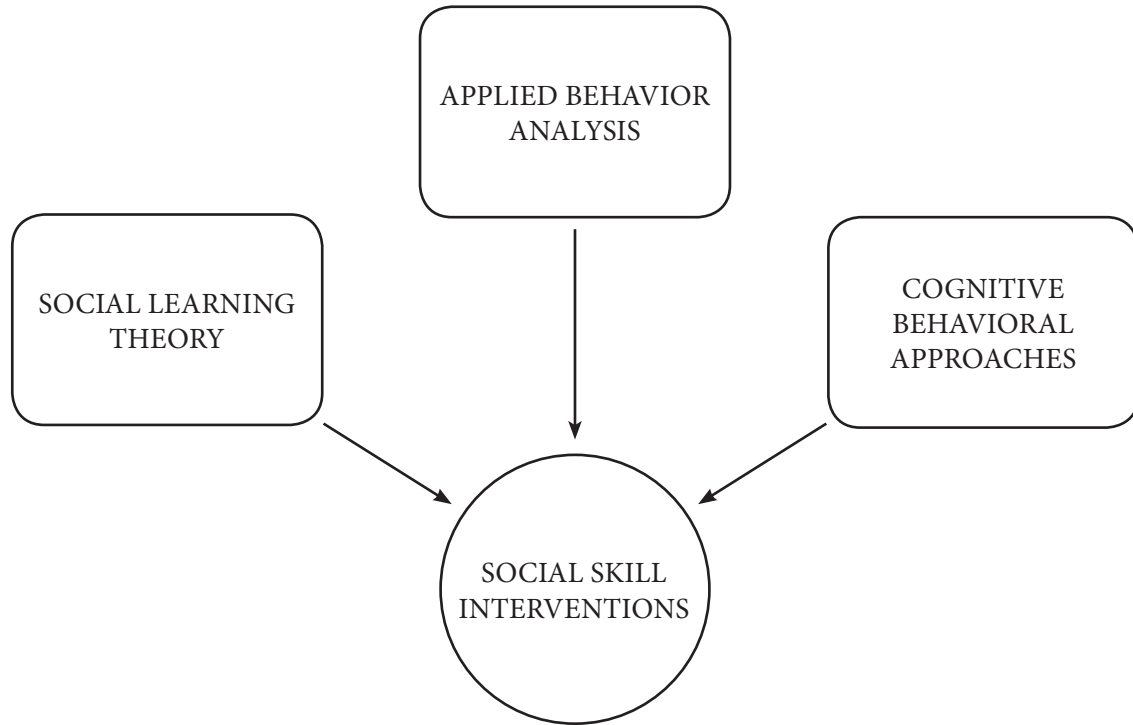 APPLIED BEHAVIOR
ANALYSIS
SOCIAL LEARNING
THEORY
COGNITIVE
BEHAVIORAL
APPROACHES
SOCIAL SKILL
INTERVENTIONS